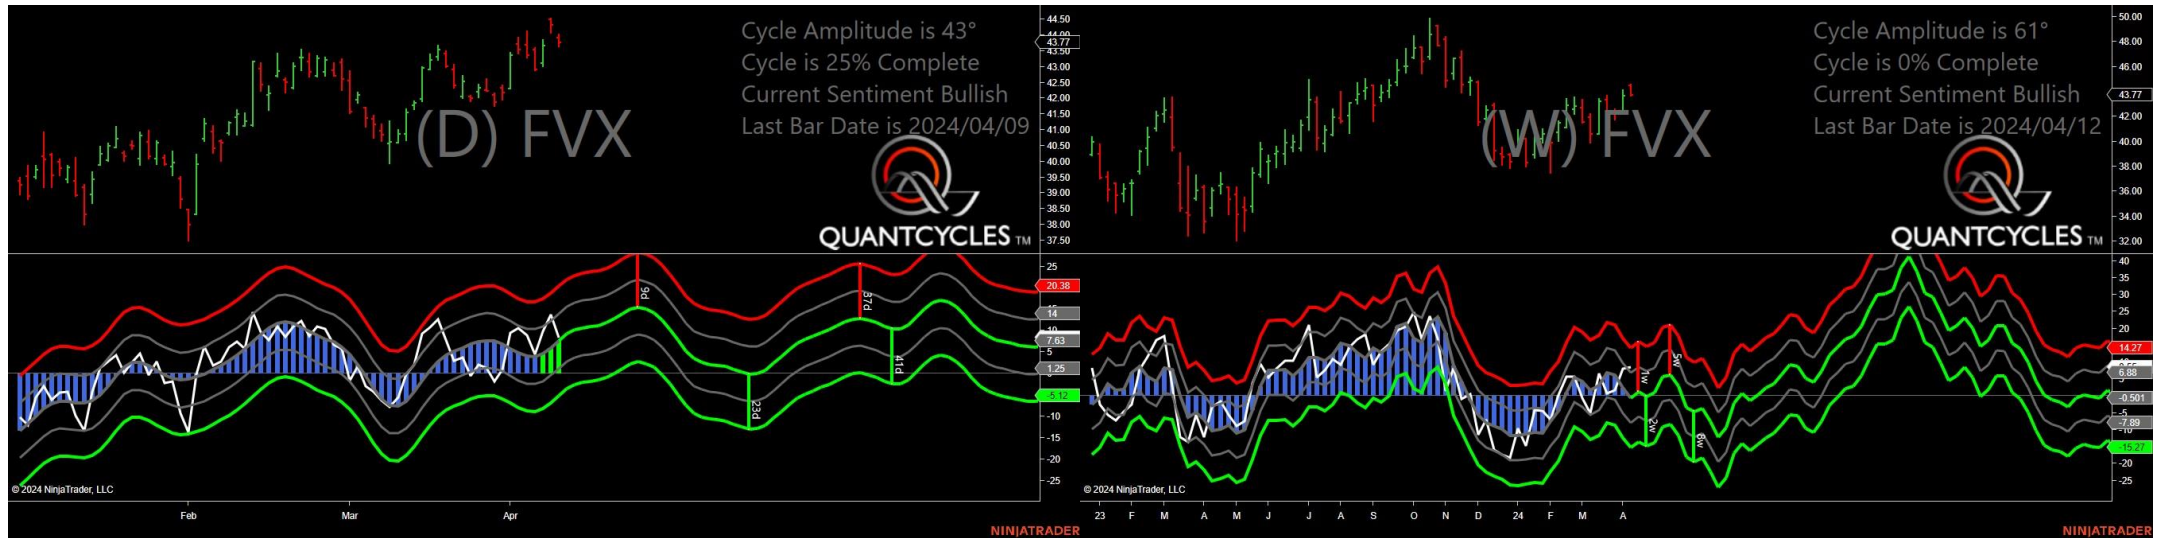 Cycle Amplitude is 43°
Cycle is 25% Complete
Current Sentiment Bullish
Last Bar Date is 2024/04/09
(D) FVX
QUANTCYCLES TM
44.50
43.77
43.50
43.00
42.50
42.00
41.50
41.00
40.50
40.00
39.50
39.00
38.50
38.00
37.50
25
20.38
14
7.63
5
1.25
-5.12
-10
-15
-20
-25
9d
37d
23d
41d
© 2024 NinjaTrader, LLC
Feb
Mar
Apr
NINJATRADER
Cycle Amplitude is 61°
Cycle is 0% Complete
Current Sentiment Bullish
Last Bar Date is 2024/04/12
(W) FVX
QUANTCYCLES TM
50.00
48.00
46.00
43.77
42.00
40.00
38.00
36.00
34.00
32.00
40
35
30
25
20
14.27
6.88
-0.501
-5
-7.89
-15.27
-20
-25
1w
5w
2w
6w
© 2024 NinjaTrader, LLC
23
F
M
A
M
J
J
A
S
O
N
D
24
F
M
A
NINJATRADER